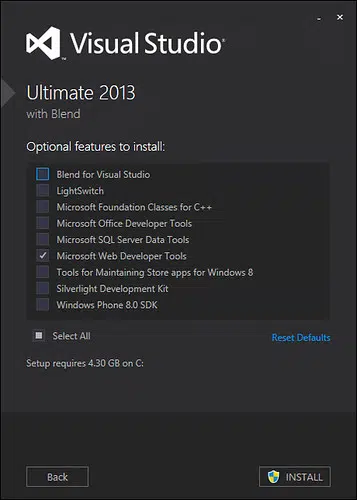 Visual Studio
Ultimate 2013
with Blend
Optional features to install:
Blend for Visual Studio
LightSwitch
Microsoft Foundation Classes for C++
Microsoft Office Developer Tools
Microsoft SQL Server Data Tools
Microsoft Web Developer Tools
Tools for Maintaining Store apps for Windows 8
Silverlight Development Kit
Windows Phone 8.0 SDK
Select All
Reset Defaults
Setup requires 4.30 GB on C:
Back
INSTALL